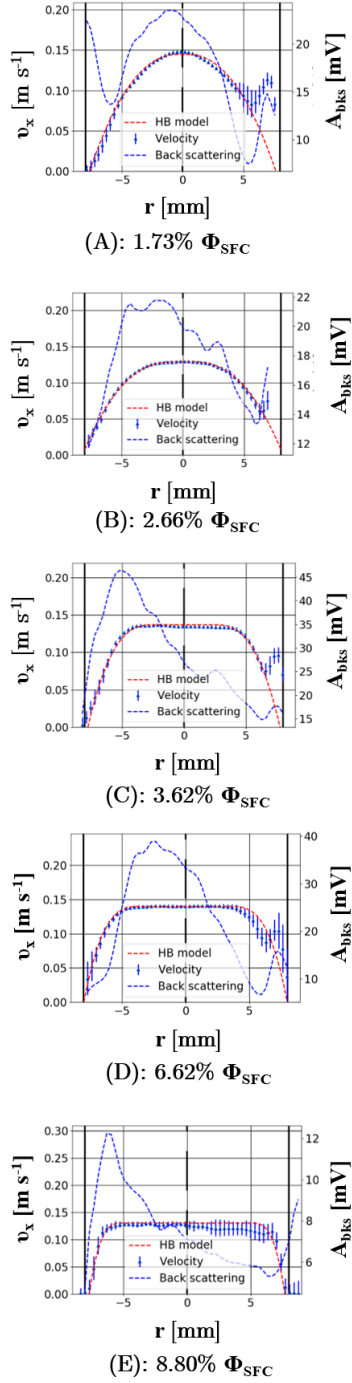 0.20
0.15
0.10
0.05
0.00
υx [m s⁻¹]
20
15
10
Abks [mV]
HB model
Velocity
Back scattering
−5
0
5
r [mm]
(A): 1.73% ΦSFC
0.20
0.15
0.10
0.05
0.00
υx [m s⁻¹]
22
20
18
16
14
12
Abks [mV]
HB model
Velocity
Back scattering
−5
0
5
r [mm]
(B): 2.66% ΦSFC
0.20
0.15
0.10
0.05
0.00
υx [m s⁻¹]
45
40
35
30
25
20
15
Abks [mV]
HB model
Velocity
Back scattering
−5
0
5
r [mm]
(C): 3.62% ΦSFC
0.20
0.15
0.10
0.05
0.00
υx [m s⁻¹]
40
35
30
25
20
15
10
Abks [mV]
HB model
Velocity
Back scattering
−5
0
5
r [mm]
(D): 6.62% ΦSFC
0.30
0.25
0.20
0.15
0.10
0.05
0.00
υx [m s⁻¹]
12
10
8
6
Abks [mV]
HB model
Velocity
Back scattering
−5
0
5
r [mm]
(E): 8.80% ΦSFC